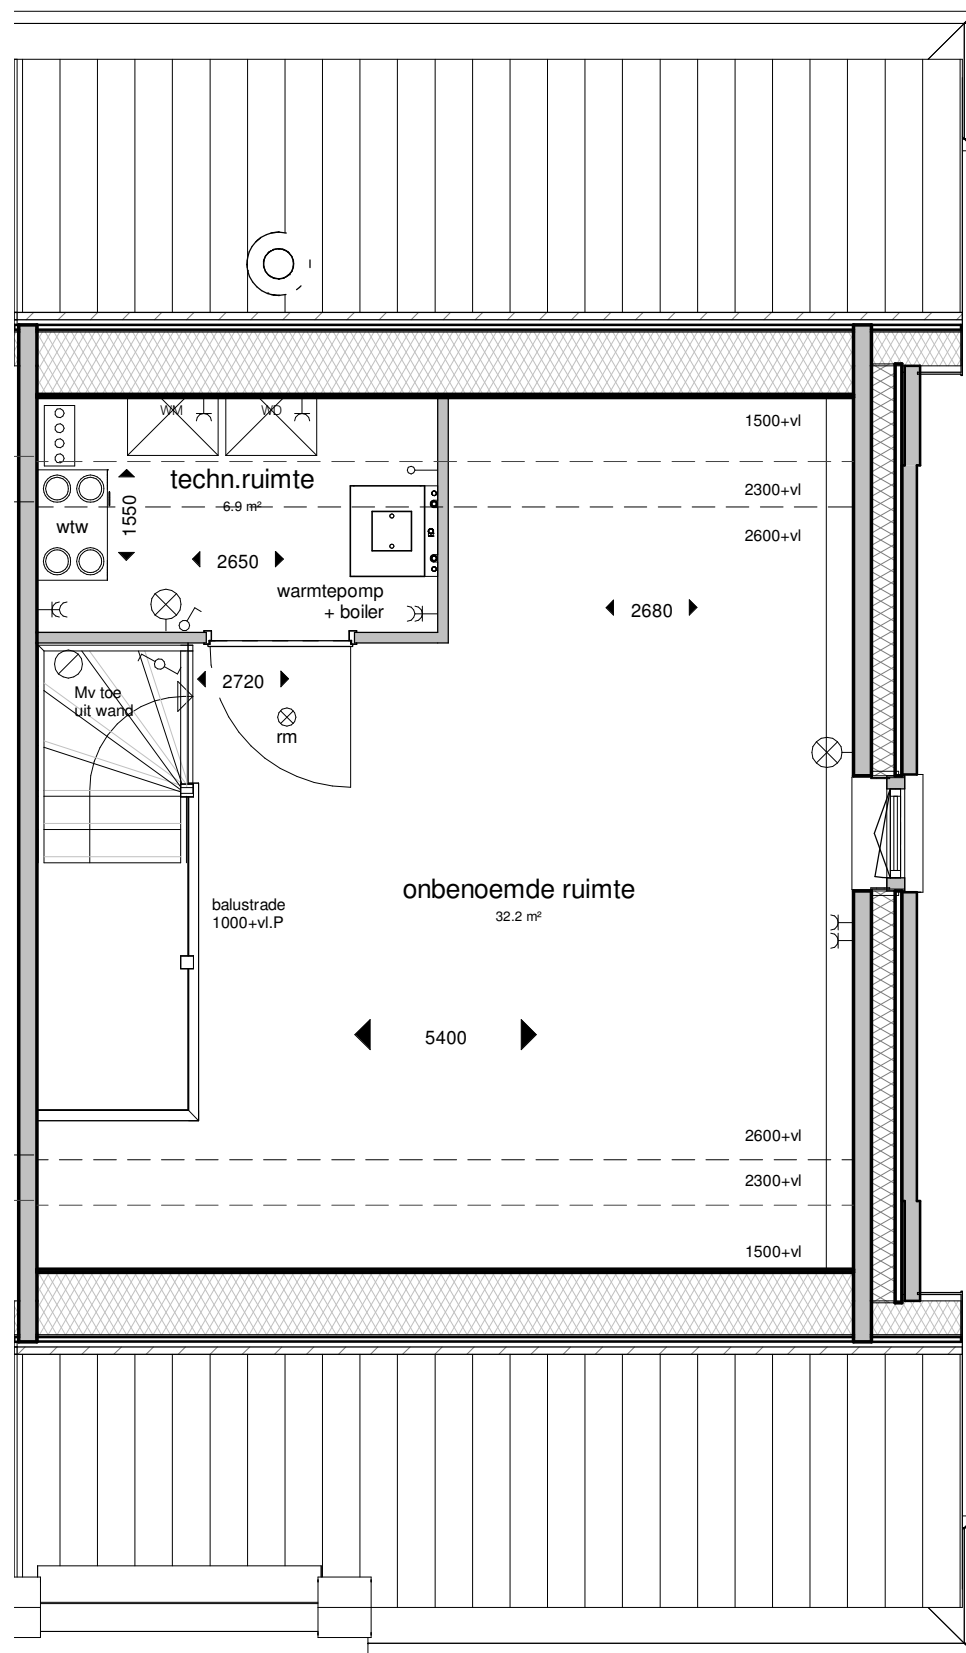 WM
WD
1500+vl
techn.ruimte
6.9 m²
2300+vl
wtw
1550
2600+vl
2650
warmtepomp
+ boiler
2680
2720
Mv toe
uit wand
rm
onbenoemde ruimte
32.2 m²
balustrade
1000+vl.P
5400
2600+vl
2300+vl
1500+vl